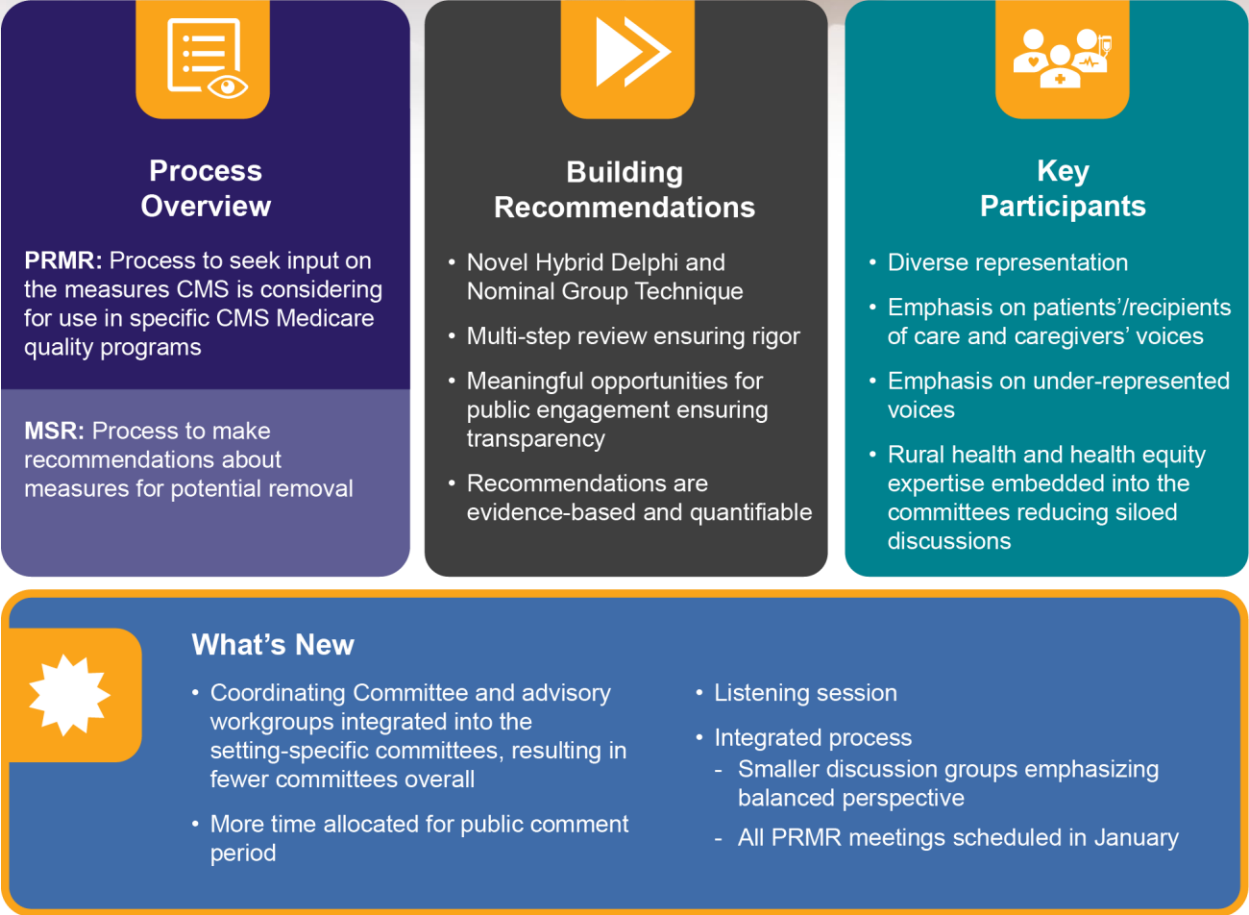 Process
Overview
PRMR: Process to seek input on
the measures CMS is considering
for use in specific CMS Medicare
quality programs
MSR: Process to make
recommendations about
measures for potential removal
Building
Recommendations
• Novel Hybrid Delphi and
Nominal Group Technique
• Multi-step review ensuring rigor
• Meaningful opportunities for
public engagement ensuring
transparency
• Recommendations are
evidence-based and quantifiable
Key
Participants
• Diverse representation
• Emphasis on patients’/recipients
of care and caregivers’ voices
• Emphasis on under-represented
voices
• Rural health and health equity
expertise embedded into the
committees reducing siloed
discussions
What’s New
• Coordinating Committee and advisory
workgroups integrated into the
setting-specific committees, resulting in
fewer committees overall
• More time allocated for public comment
period
• Listening session
• Integrated process
- Smaller discussion groups emphasizing
balanced perspective
- All PRMR meetings scheduled in January